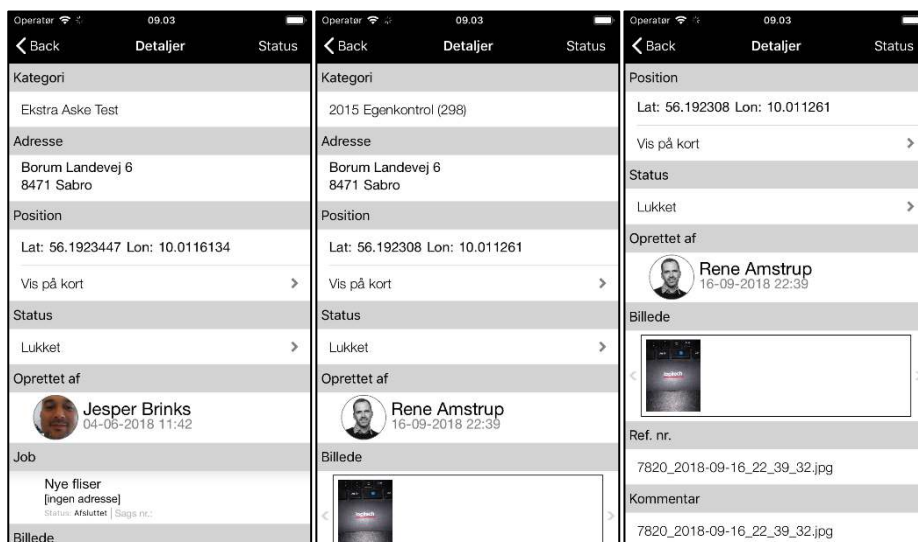 Operatør 09.03
Back Detaljer Status
Kategori
Ekstra Aske Test
Adresse
Borum Landevej 6
8471 Sabro
Position
Lat: 56.1923447 Lon: 10.0116134
Vis på kort
Status
Lukket
Oprettet af
Jesper Brinks
04-06-2018 11:42
Job
Nye fliser
[ingen adresse]
Status: Afsluttet | Sags nr.:
Billede
Operatør 09.03
Back Detaljer Status
Kategori
2015 Egenkontrol (298)
Adresse
Borum Landevej 6
8471 Sabro
Position
Lat: 56.192308 Lon: 10.011261
Vis på kort
Status
Lukket
Oprettet af
Rene Amstrup
16-09-2018 22:39
Billede
logitech
Operatør 09.03
Back Detaljer Status
Position
Lat: 56.192308 Lon: 10.011261
Vis på kort
Status
Lukket
Oprettet af
Rene Amstrup
16-09-2018 22:39
Billede
logitech
Ref. nr.
7820_2018-09-16_22_39_32.jpg
Kommentar
7820_2018-09-16_22_39_32.jpg